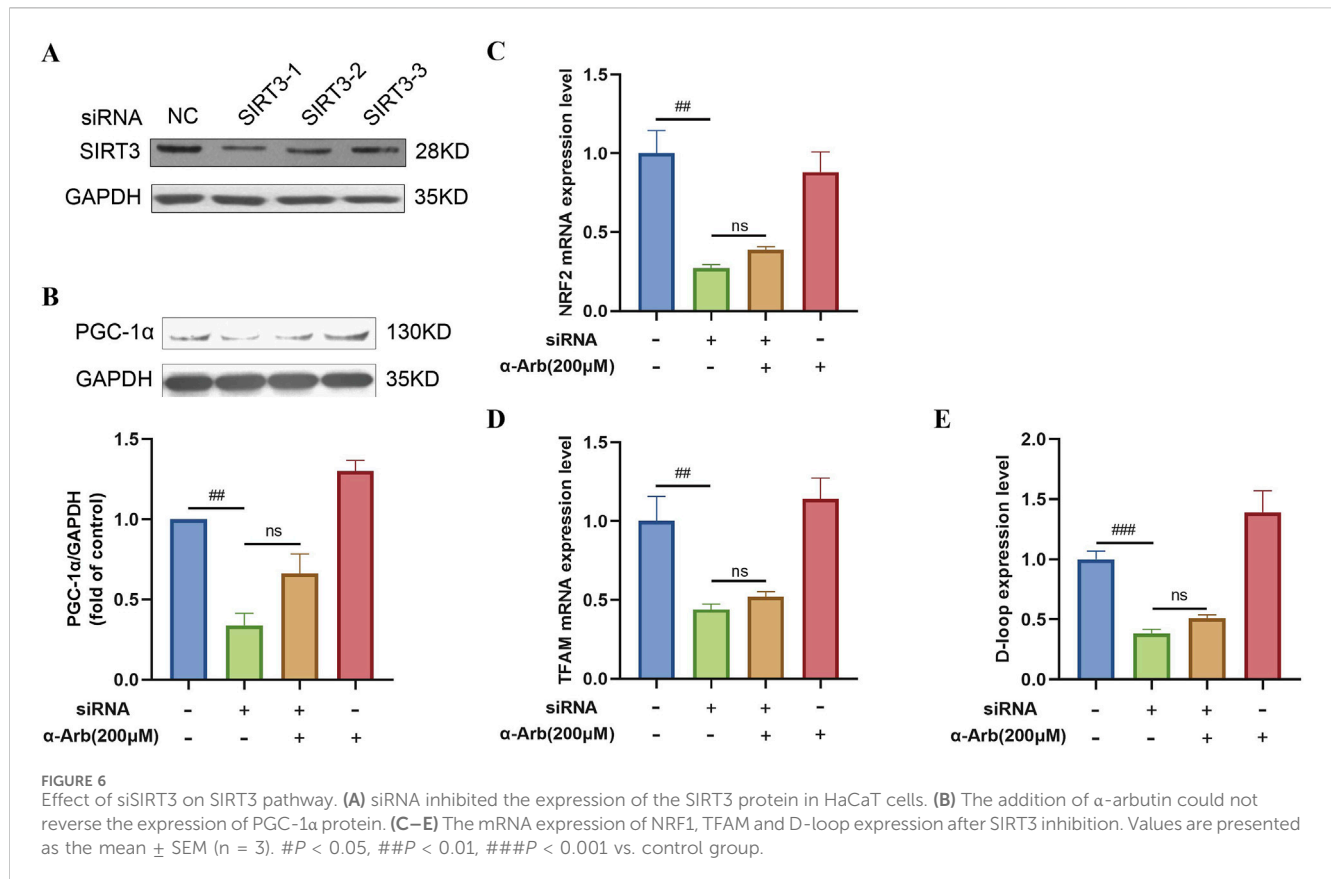 A
siRNA NC SIRT3-1 SIRT3-2 SIRT3-3
SIRT3 28KD
GAPDH 35KD
B
PGC-1α 130KD
GAPDH 35KD
PGC-1α/GAPDH
(fold of control)
1.5
1.0
0.5
0.0
##
ns
siRNA - + + -
α-Arb(200μM) - - + +
C
NRF2 mRNA expression level
1.5
1.0
0.5
0.0
##
ns
siRNA - + + -
α-Arb(200μM) - - + +
D
TFAM mRNA expression level
1.5
1.0
0.5
0.0
##
ns
siRNA - + + -
α-Arb(200μM) - - + +
E
D-loop expression level
2.0
1.5
1.0
0.5
0.0
###
ns
siRNA - + + -
α-Arb(200μM) - - + +
FIGURE 6
Effect of siSIRT3 on SIRT3 pathway. (A) siRNA inhibited the expression of the SIRT3 protein in HaCaT cells. (B) The addition of α-arbutin could not
reverse the expression of PGC-1α protein. (C–E) The mRNA expression of NRF1, TFAM and D-loop expression after SIRT3 inhibition. Values are presented
as the mean ± SEM (n = 3). #P < 0.05, ##P < 0.01, ###P < 0.001 vs. control group.